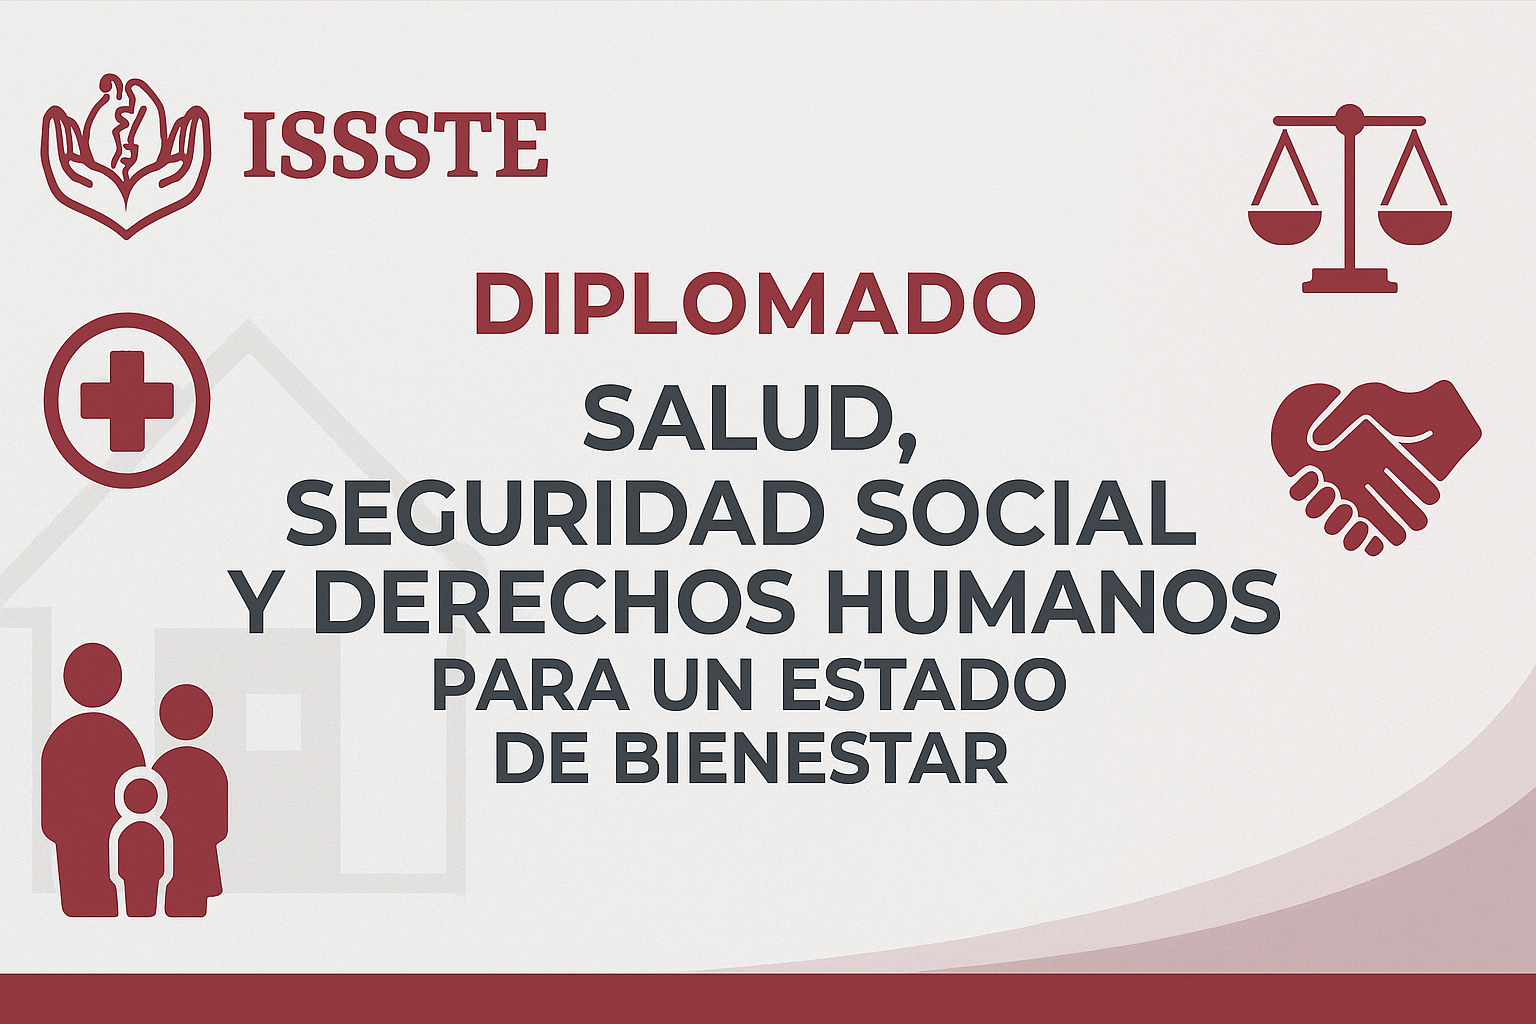 ISSSTE
DIPLOMADO
SALUD,
SEGURIDAD SOCIAL
Y DERECHOS HUMANOS
PARA UN ESTADO
DE BIENESTAR